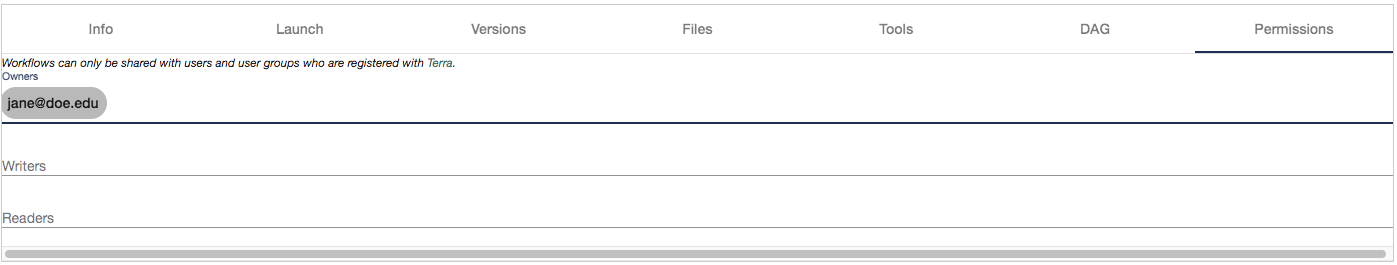 Info Launch Versions Files Tools DAG Permissions
Workflows can only be shared with users and user groups who are registered with Terra.
Owners
jane@doe.edu
Writers
Readers